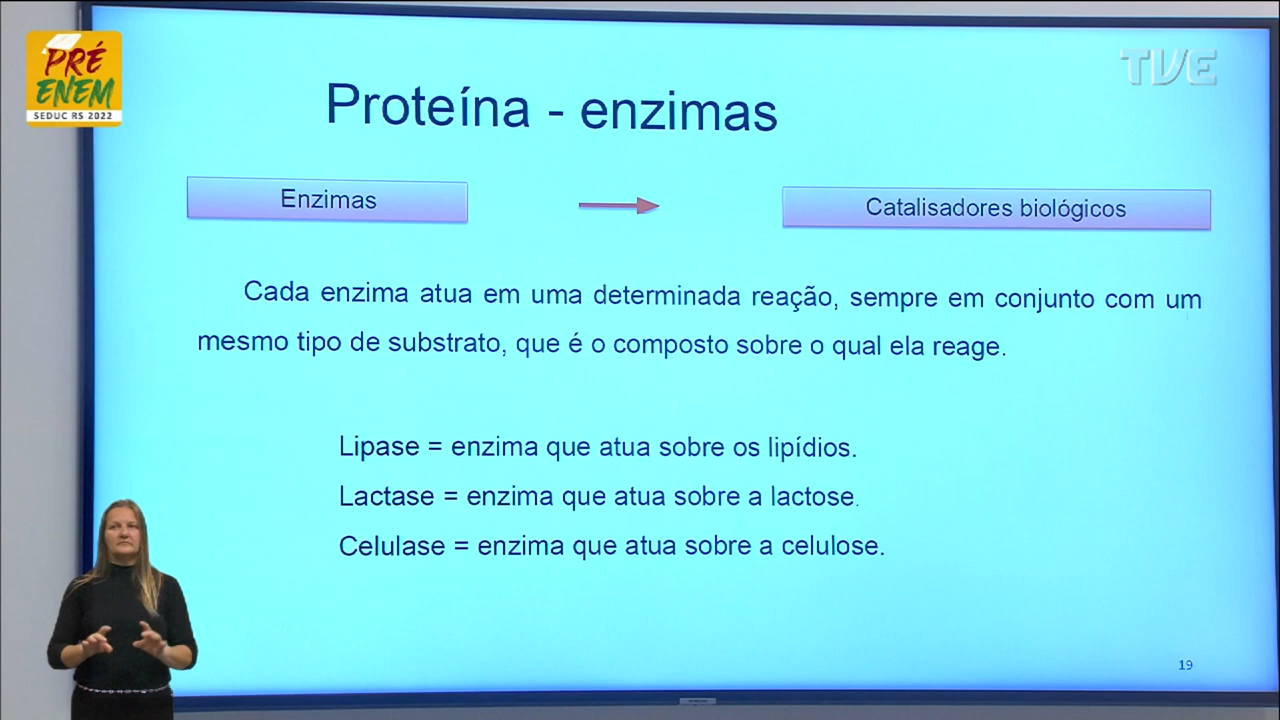 PRÉ
ENEM
SEDUC RS 2022
TVE
Proteína - enzimas
Enzimas
Catalisadores biológicos
Cada enzima atua em uma determinada reação, sempre em conjunto com um
mesmo tipo de substrato, que é o composto sobre o qual ela reage.
Lipase = enzima que atua sobre os lipídios.
Lactase = enzima que atua sobre a lactose.
Celulase = enzima que atua sobre a celulose.
19